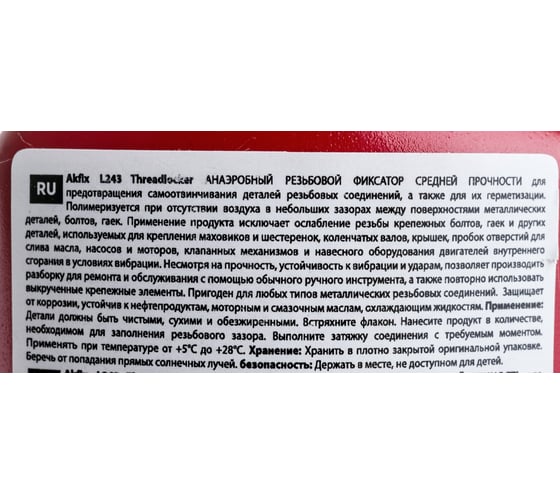 RU
Akfix L243 Threadlocker АНАЭРОБНЫЙ РЕЗЬБОВОЙ ФИКСАТОР СРЕДНЕЙ ПРОЧНОСТИ для
предотвращения самоотвинчивания деталей резьбовых соединений, а также для их герметизации.
Полимеризуется при отсутствии воздуха в небольших зазорах между поверхностями металлических
деталей, болтов, гаек. Применение продукта исключает ослабление резьбы крепежных болтов, гаек и других
деталей, используемых для крепления маховиков и шестеренок, коленчатых валов, крышек, пробок отверстий для
слива масла, насосов и моторов, клапанных механизмов и навесного оборудования двигателей внутреннего
сгорания в условиях вибрации. Несмотря на прочность, устойчивость к вибрации и ударам, позволяет производить
разборку для ремонта и обслуживания с помощью обычного ручного инструмента, а также повторно использовать
выкрученные крепежные элементы. Пригоден для любых типов металлических резьбовых соединений. Защищает
от коррозии, устойчив к нефтепродуктам, моторным и смазочным маслам, охлаждающим жидкостям. Применение:
Детали должны быть чистыми, сухими и обезжиренными. Встряхните флакон. Нанесите продукт в количестве,
необходимом для заполнения резьбового зазора. Выполните затяжку соединения с требуемым моментом.
Применять при температуре от +5°C до +28°C. Хранение: Хранить в плотно закрытой оригинальной упаковке.
Беречь от попадания прямых солнечных лучей. безопасность: Держать в месте, не доступном для детей.